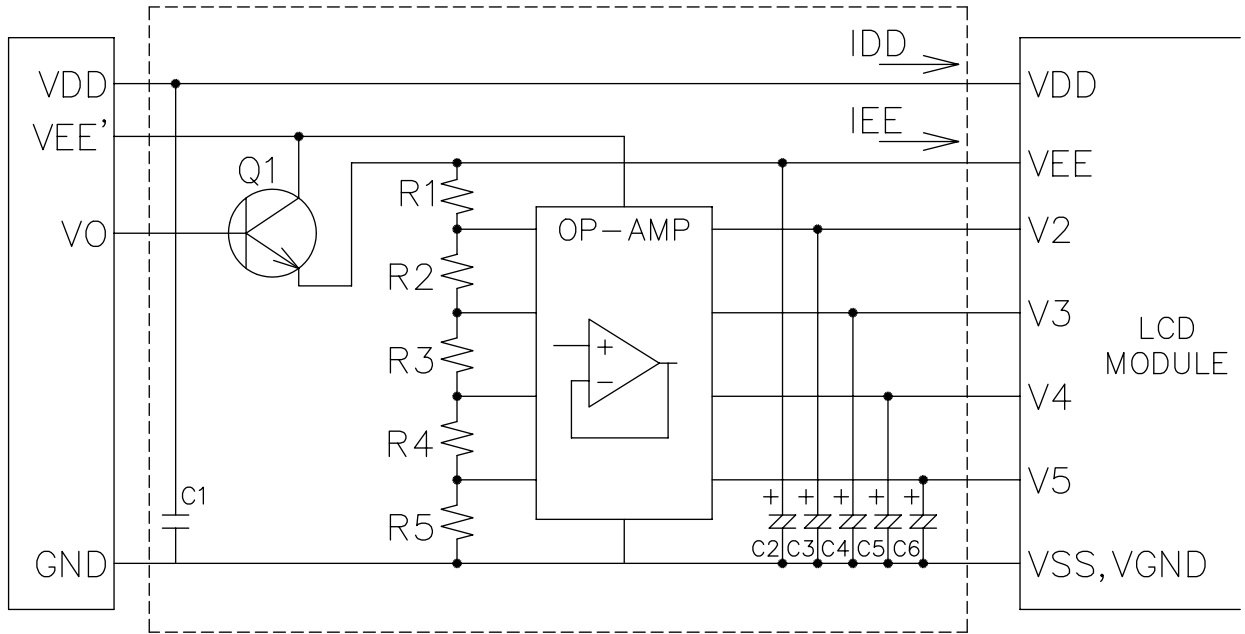 IDD
VDD
VDD
VEE'
IEE
VEE
Q1
R1
VO
OP-AMP
V2
R2
V3
LCD
MODULE
R3
+
−
V4
R4
V5
C1
+ + + + +
R5
C2 C3 C4 C5 C6
GND
VSS,VGND